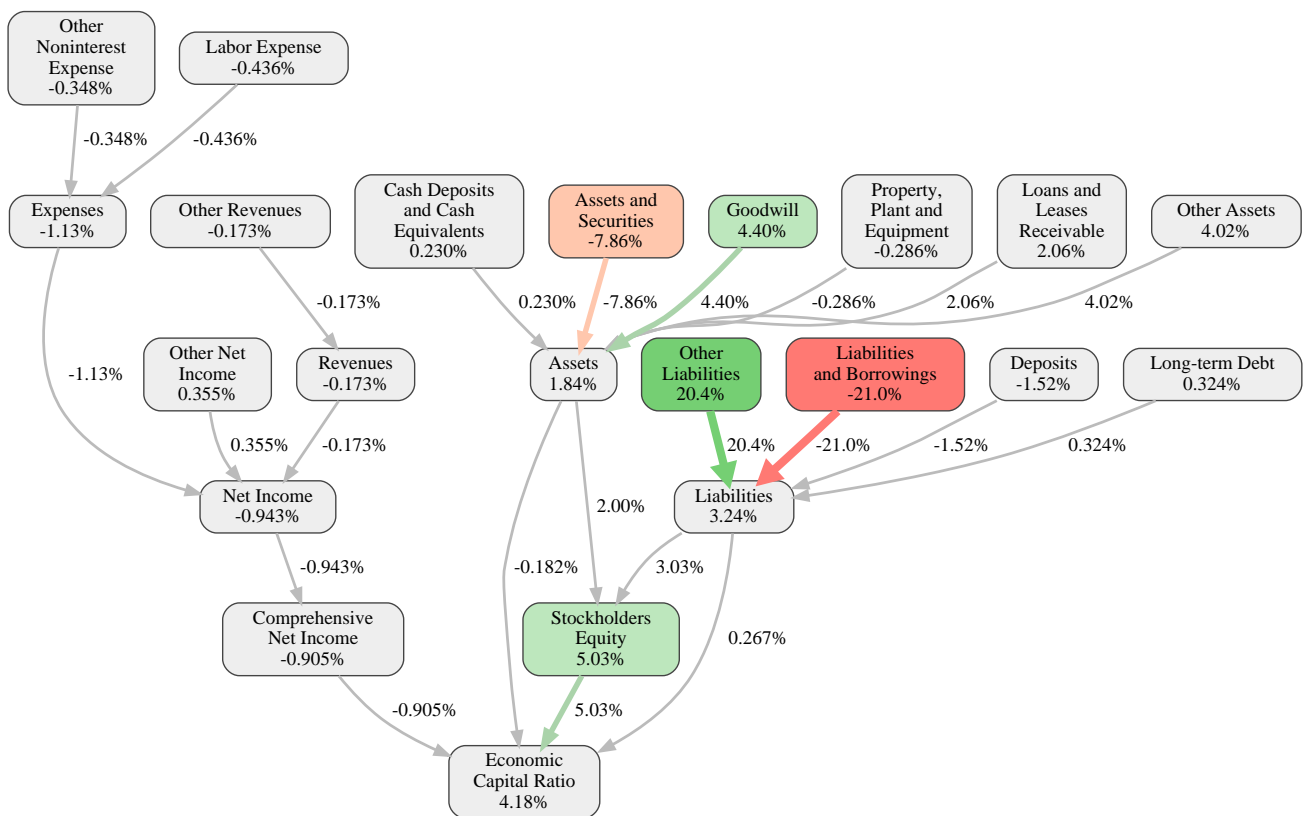 Other
Noninterest
Expense
-0.348%
Labor Expense
-0.436%
-0.348%
-0.436%
Expenses
-1.13%
Other Revenues
-0.173%
Cash Deposits
and Cash
Equivalents
0.230%
Assets and
Securities
-7.86%
Goodwill
4.40%
Property,
Plant and
Equipment
-0.286%
Loans and
Leases
Receivable
2.06%
Other Assets
4.02%
-0.173%
0.230%
-7.86%
4.40%
-0.286%
2.06%
4.02%
-1.13%
Other Net
Income
0.355%
Revenues
-0.173%
Assets
1.84%
Other
Liabilities
20.4%
Liabilities
and Borrowings
-21.0%
Deposits
-1.52%
Long-term Debt
0.324%
0.355%
-0.173%
20.4%
-21.0%
-1.52%
0.324%
Net Income
-0.943%
2.00%
Liabilities
3.24%
-0.943%
-0.182%
3.03%
Comprehensive
Net Income
-0.905%
Stockholders
Equity
5.03%
0.267%
-0.905%
5.03%
Economic
Capital Ratio
4.18%